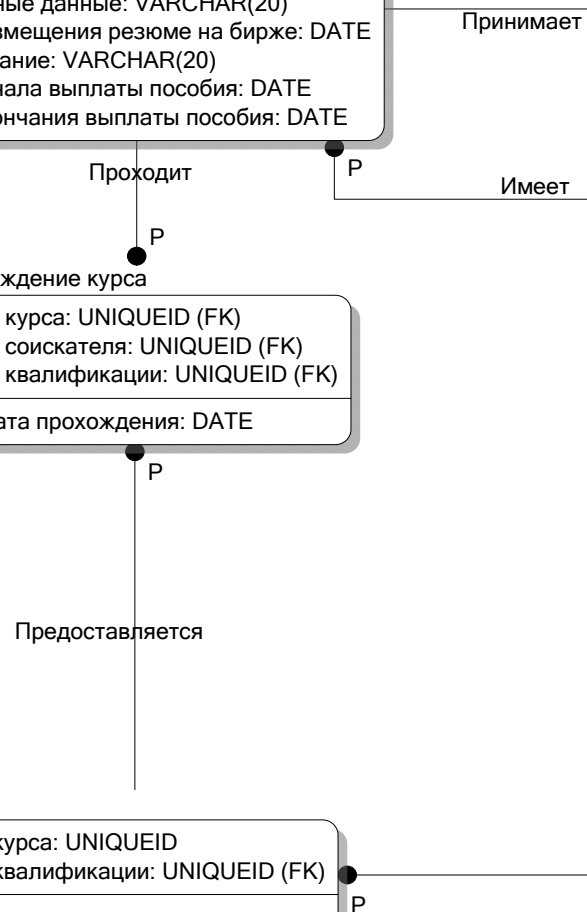 ные данные: VARCHAR(20)
змещения резюме на бирже: DATE
Принимает
ание: VARCHAR(20)
нала выплаты пособия: DATE
ончания выплаты пособия: DATE
Проходит
P
Имеет
P
ждение курса
курса: UNIQUEID (FK)
соискателя: UNIQUEID (FK)
квалификации: UNIQUEID (FK)
ата прохождения: DATE
P
Предоставляется
курса: UNIQUEID
квалификации: UNIQUEID (FK)
P